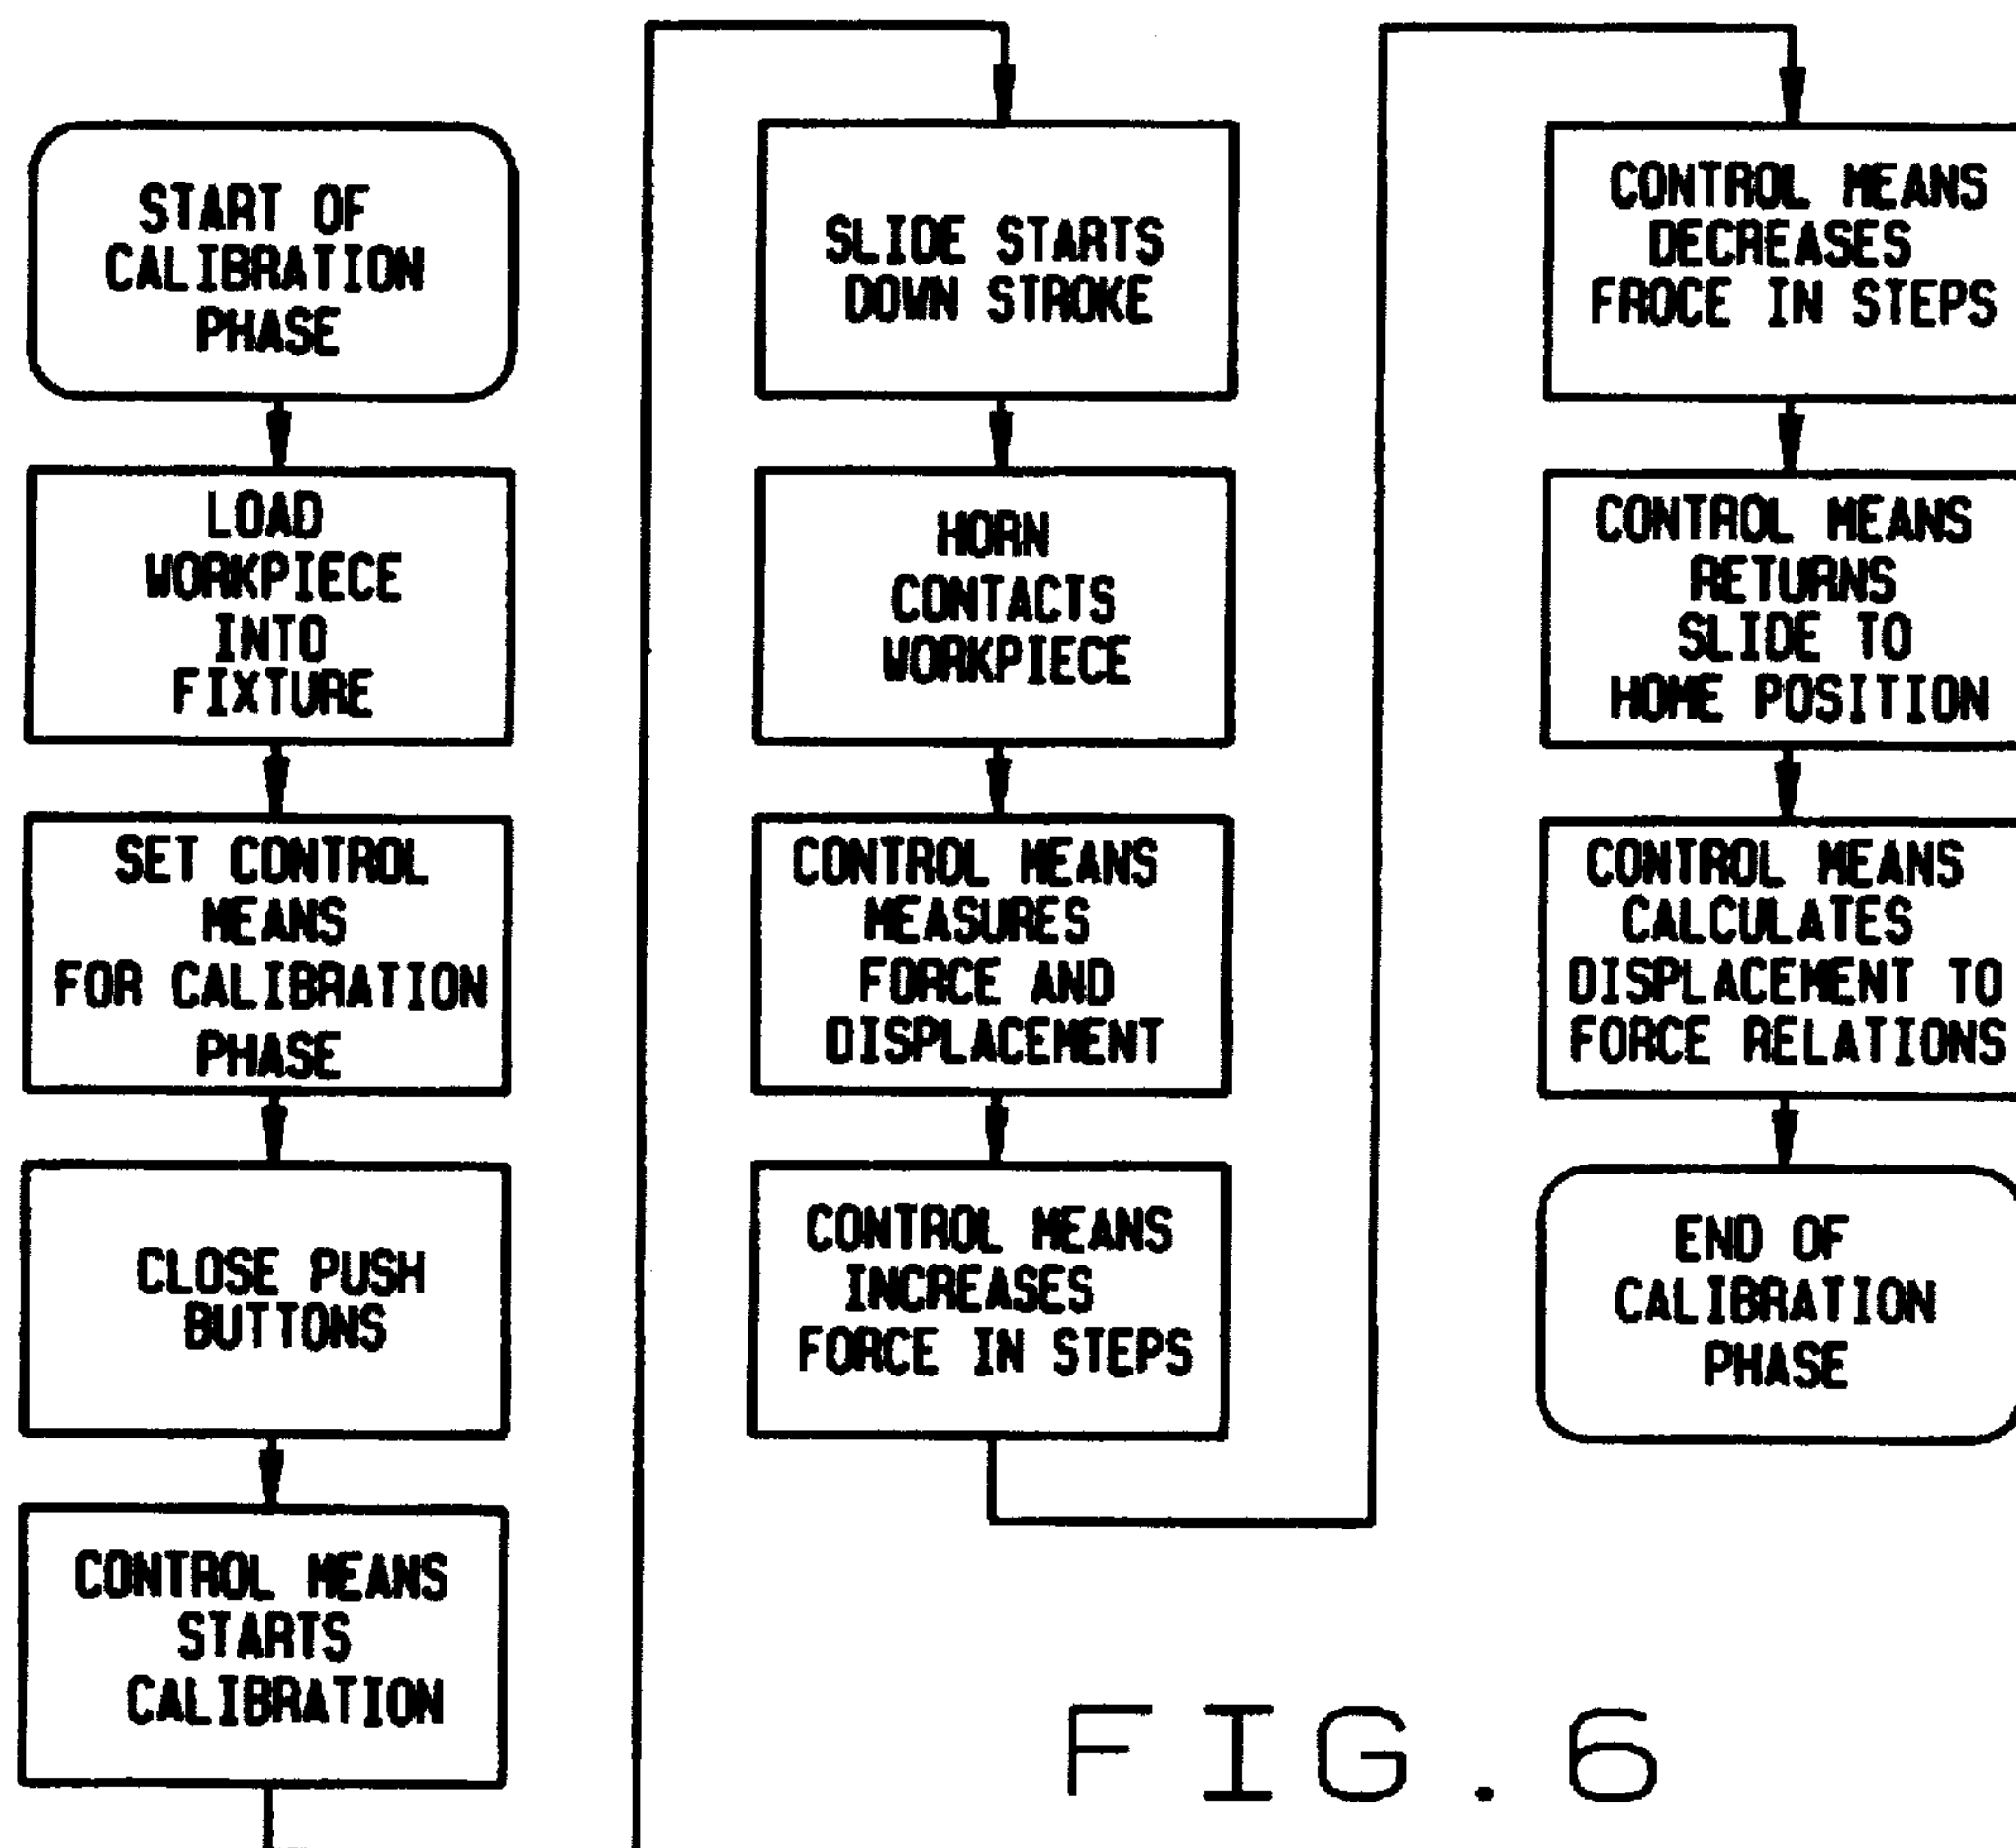 START OF
CALIBRATION
PHASE
LOAD
WORKPIECE
INTO
FIXTURE
SET CONTROL
MEANS
FOR CALIBRATION
PHASE
CLOSE PUSH
BUTTONS
CONTROL MEANS
STARTS
CALIBRATION
SLIDE STARTS
DOWN STROKE
HORN
CONTACTS
WORKPIECE
CONTROL MEANS
MEASURES
FORCE AND
DISPLACEMENT
CONTROL MEANS
INCREASES
FORCE IN STEPS
CONTROL MEANS
DECREASES
FROCE IN STEPS
CONTROL MEANS
RETURNS
SLIDE TO
HOME POSITION
CONTROL MEANS
CALCULATES
DISPLACEMENT TO
FORCE RELATIONS
END OF
CALIBRATION
PHASE
FIG. 6